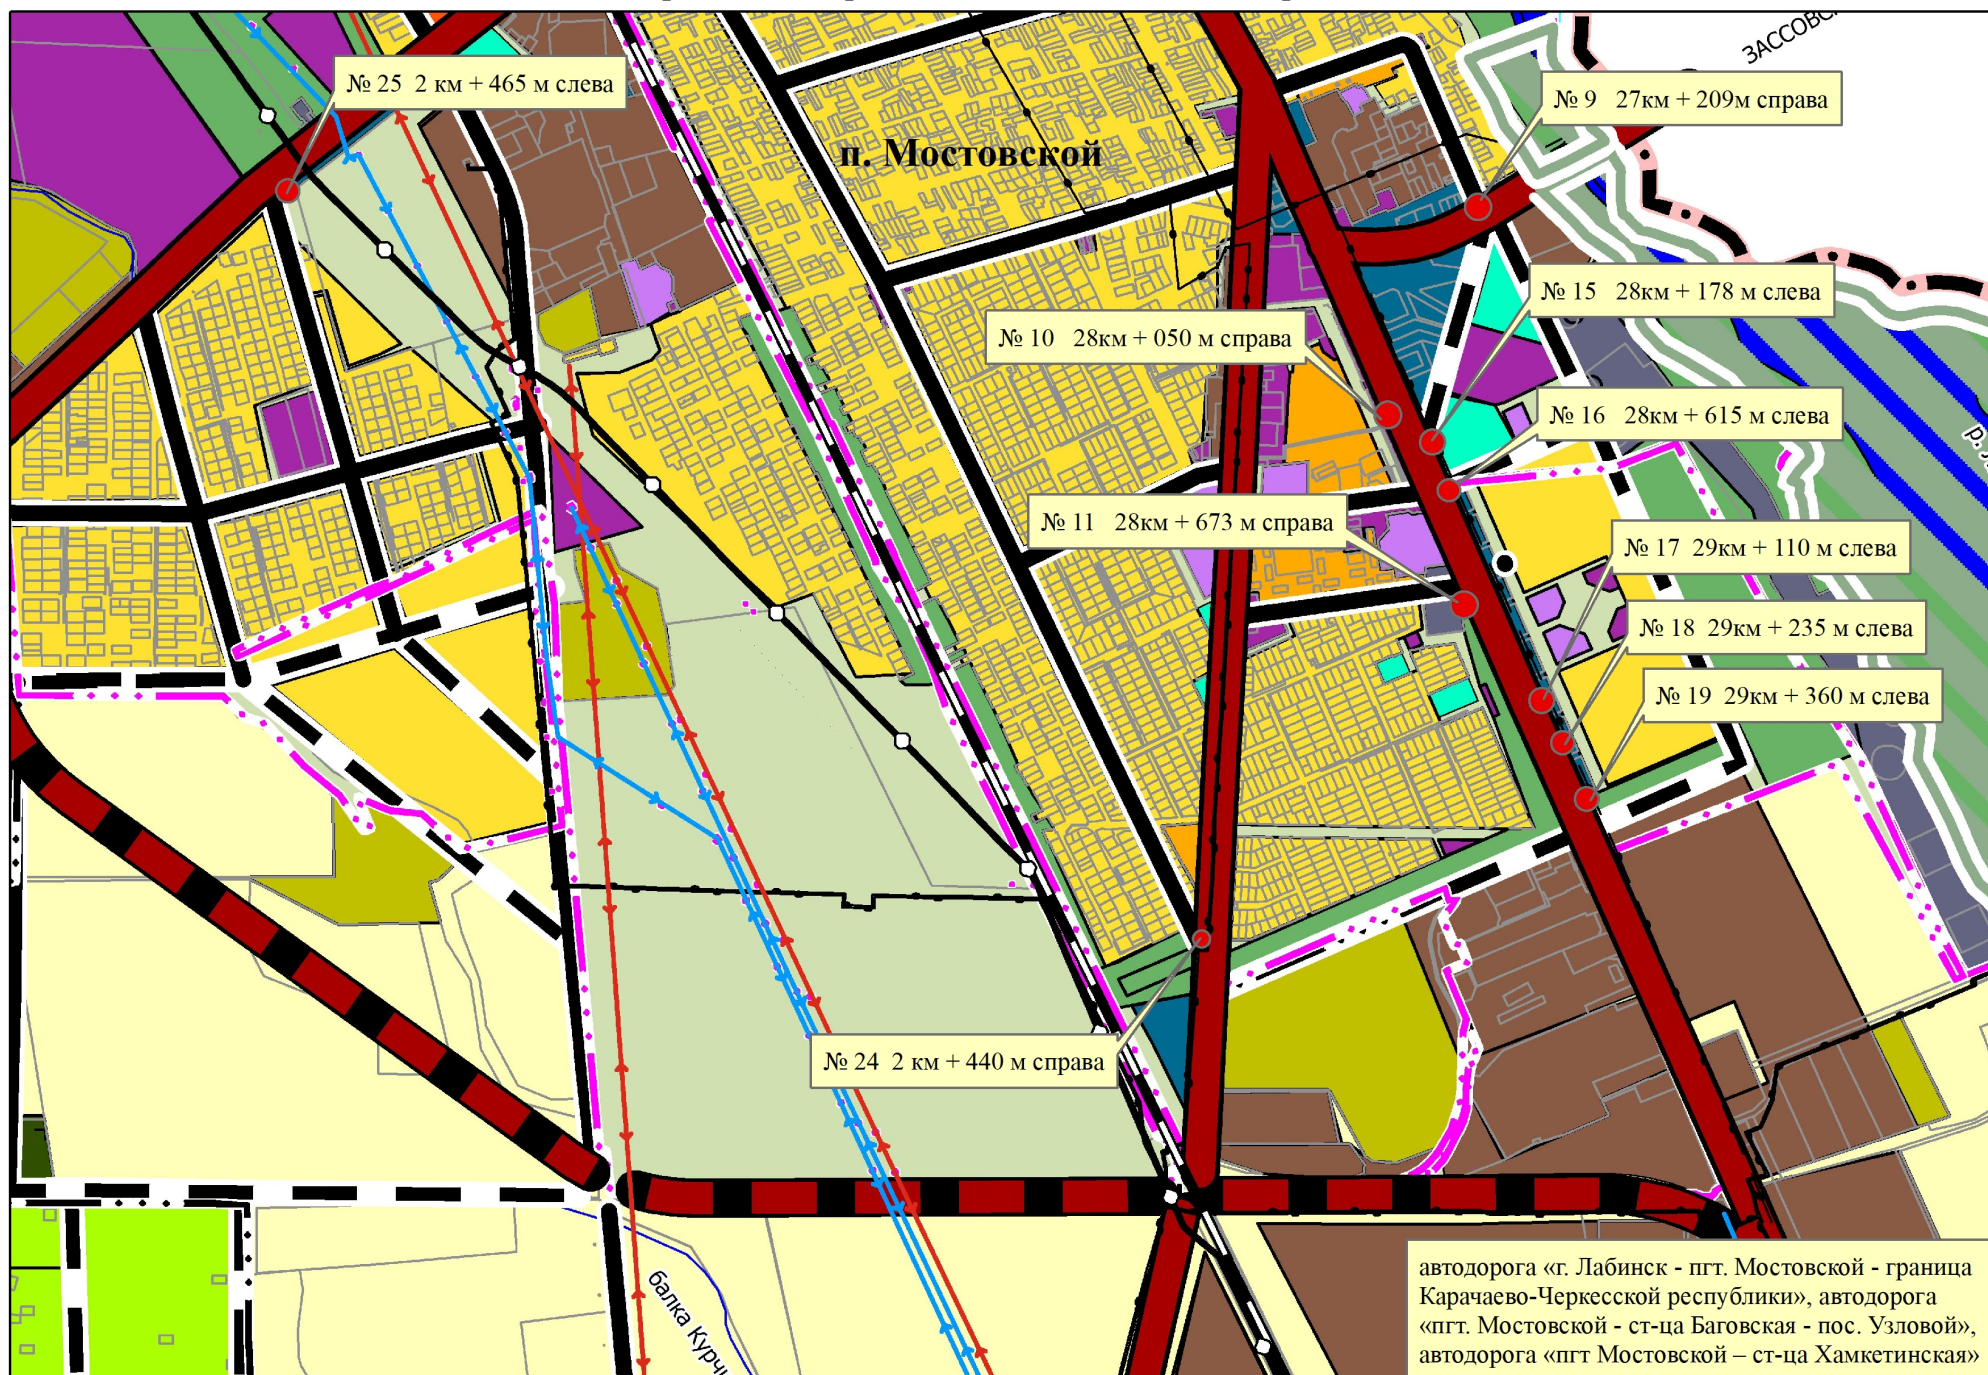 ЗАССОВС
№ 25 2 км + 465 м слева
№ 9 27км + 209м справа
п. Мостовской
№ 15 28км + 178 м слева
№ 10 28км + 050 м справа
№ 16 28км + 615 м слева
р.
№ 11 28км + 673 м справа
№ 17 29км + 110 м слева
№ 18 29км + 235 м слева
№ 19 29км + 360 м слева
№ 24 2 км + 440 м справа
балка Курч
автодорога «г. Лабинск - пгт. Мостовской - граница
Карачаево-Черкесской республики», автодорога
«пгт. Мостовской - ст-ца Баговская - пос. Узловой»,
автодорога «пгт Мостовской – ст-ца Хамкетинская»